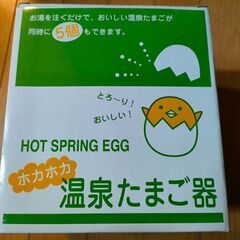 お湯を注ぐだけで、おいしい温泉たまごが
同時に5個もできます。
とろ〜り!
おいしい!
HOT SPRING EGG
ホカホカ
温泉たまご器